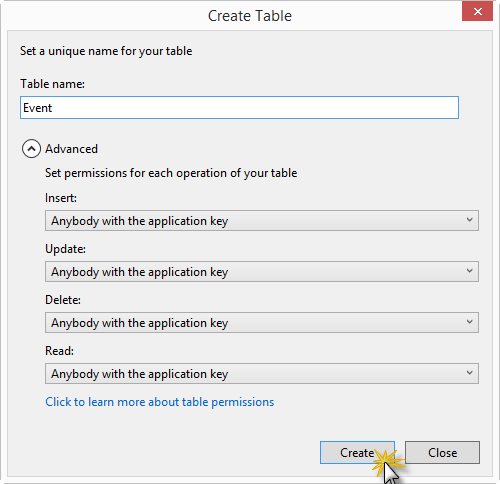 Create Table
Set a unique name for your table
Table name:
Event
Advanced
Set permissions for each operation of your table
Insert:
Anybody with the application key
Update:
Anybody with the application key
Delete:
Anybody with the application key
Read:
Anybody with the application key
Click to learn more about table permissions
Create Close